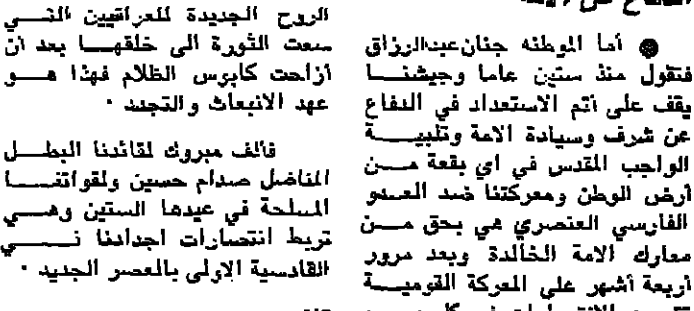 أما المواطنه جنان عبدالرزاق
فتقول منذ ستين عاما وجيشنا
يقف على أتم الاستعداد في الدفاع
عن شرف وسيادة الامة وتلبية
الواجب المقدس في اي بقعة من
أرض الوطن ومعركتنا ضد العدو
الفارسي العنصري هي بحق من
معارك الامة الخالدة وبعد مرور
أربعة أشهر على المعركة القومية
الروح الجديدة للعراقيين التي
سعت الثورة الى خلقها بعد أن
أزاحت كابوس الظلام فهذا هو
عهد الانبعاث والتجدد .
فألف مبروك لقائدنا البطل
المناضل صدام حسين ولقواتنا
المسلحة في عيدها الستين وهي
تربط انتصارات اجدادنا في
القادسية الاولى بالعصر الجديد .